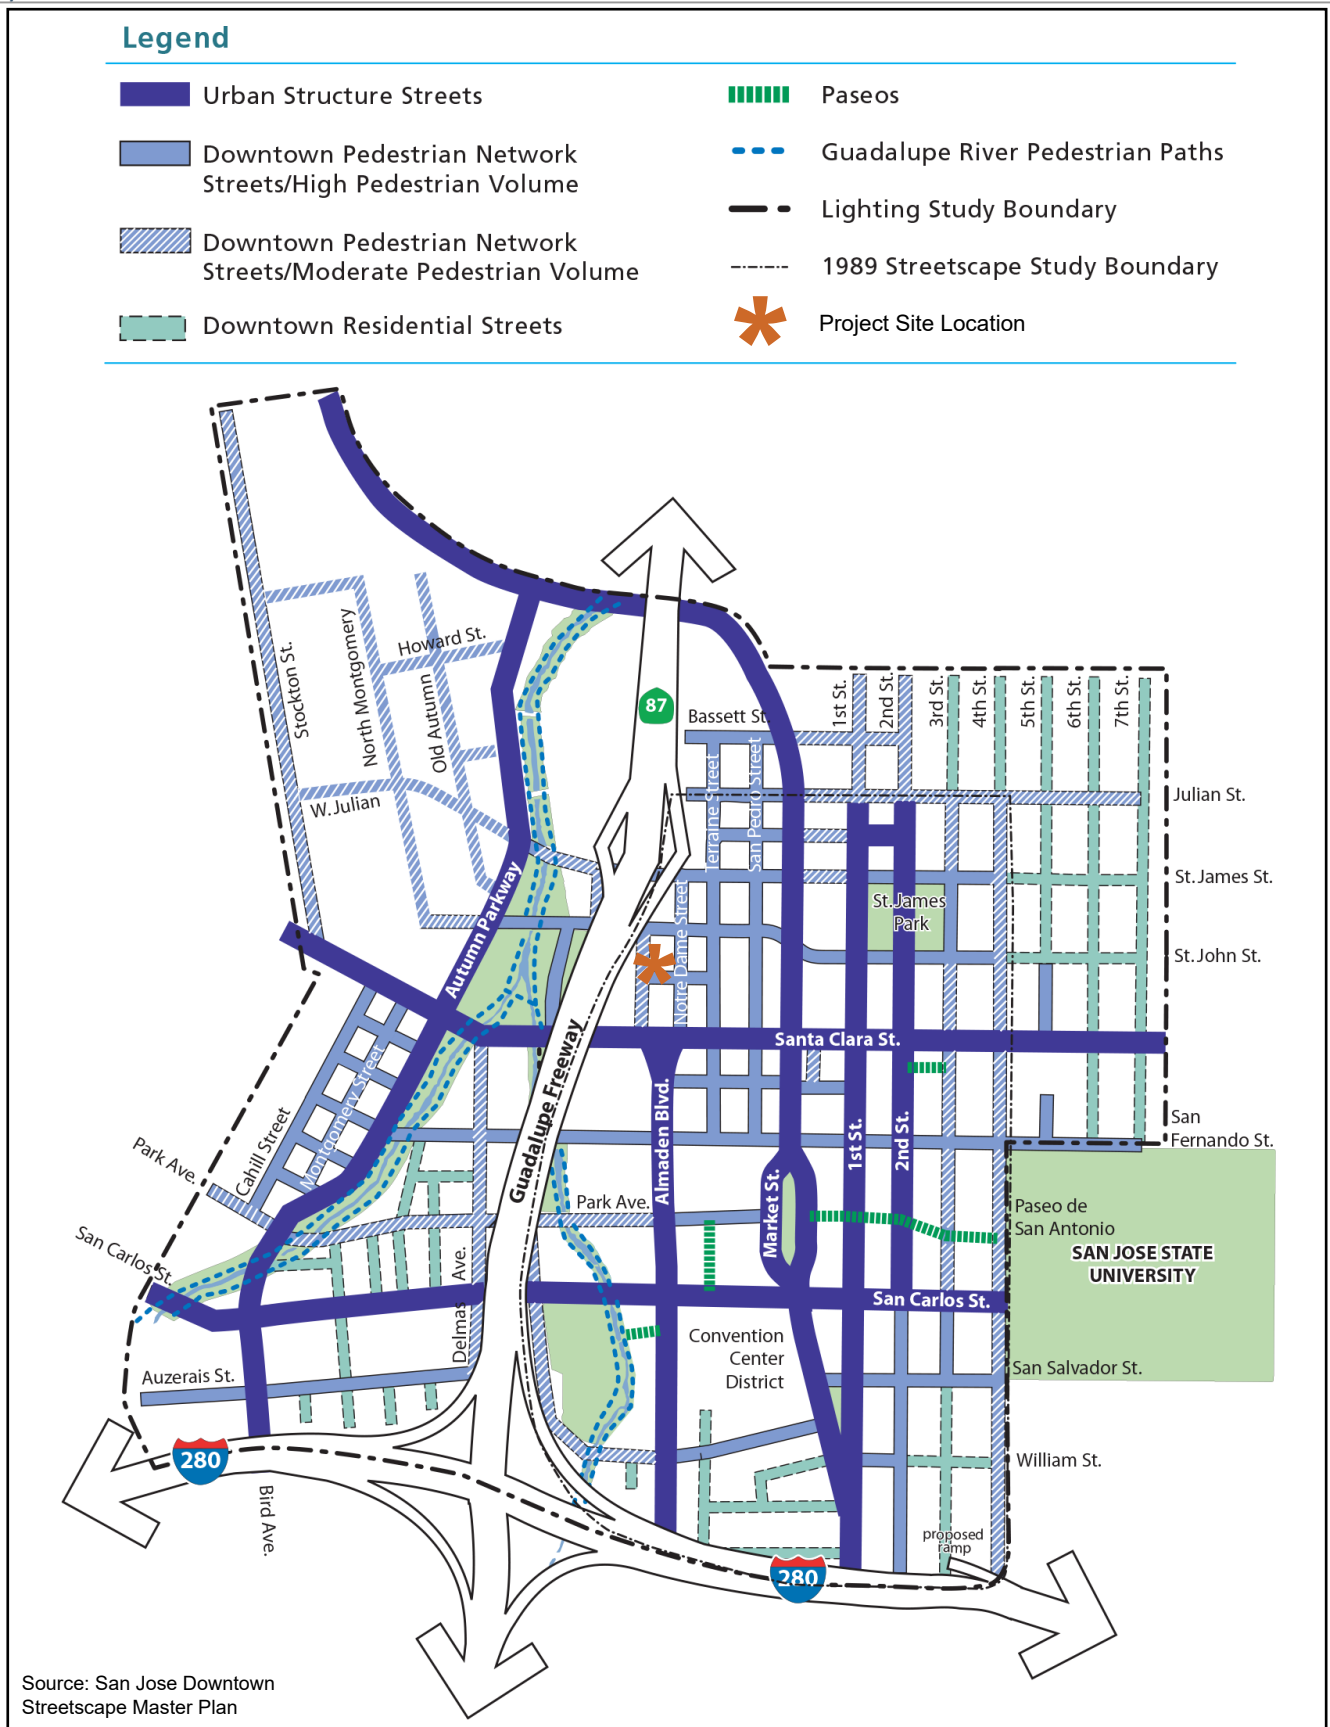 Legend
Urban Structure Streets
Downtown Pedestrian Network
Streets/High Pedestrian Volume
Downtown Pedestrian Network
Streets/Moderate Pedestrian Volume
Downtown Residential Streets
Paseos
Guadalupe River Pedestrian Paths
Lighting Study Boundary
1989 Streetscape Study Boundary
Project Site Location
Stockton St.
North Montgomery
Howard St.
Old Autumn
W. Julian
87
Bassett St.
1st St.
2nd St.
3rd St.
4th St.
5th St.
6th St.
7th St.
Terraine Street
San Pedro Street
Julian St.
St. James St.
St. James
Park
Autumn Parkway
Notre Dame Street
St. John St.
Guadalupe Freeway
Santa Clara St.
Montgomery Street
Cahill Street
Park Ave.
Almaden Blvd.
1st St.
2nd St.
San
Fernando St.
Park Ave.
Market St.
Paseo de
San Antonio
SAN JOSE STATE
UNIVERSITY
San Carlos St.
Delmas Ave.
San Carlos St.
Convention
Center
District
San Salvador St.
Auzerais St.
280
Bird Ave.
William St.
proposed
ramp
280
Source: San Jose Downtown
Streetscape Master Plan